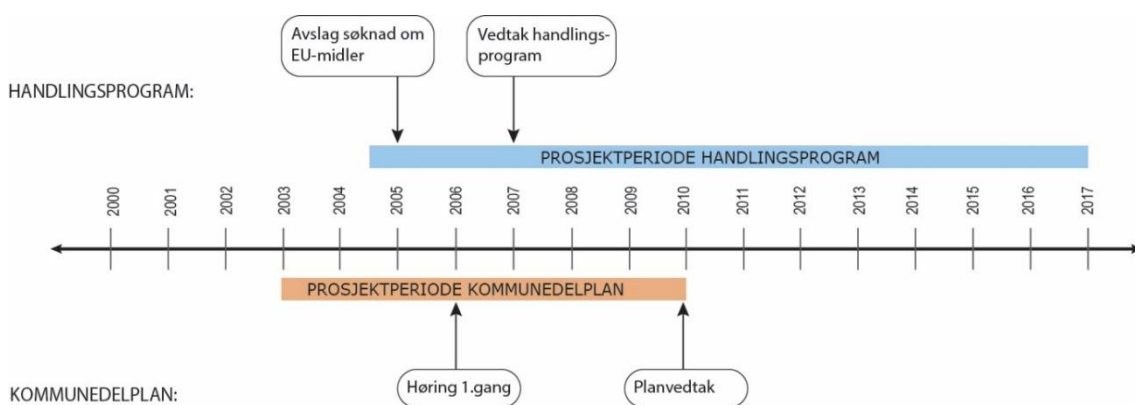 Avslag søknad om
EU-midler
Vedtak handlings-
program
HANDLINGSPROGRAM:
PROSJEKTPERIODE HANDLINGSPROGRAM
2000 2001 2002 2003 2004 2005 2006 2007 2008 2009 2010 2011 2012 2013 2014 2015 2016 2017
PROSJEKTPERIODE KOMMUNEDELPLAN
Høring 1.gang
Planvedtak
KOMMUNEDELPLAN: